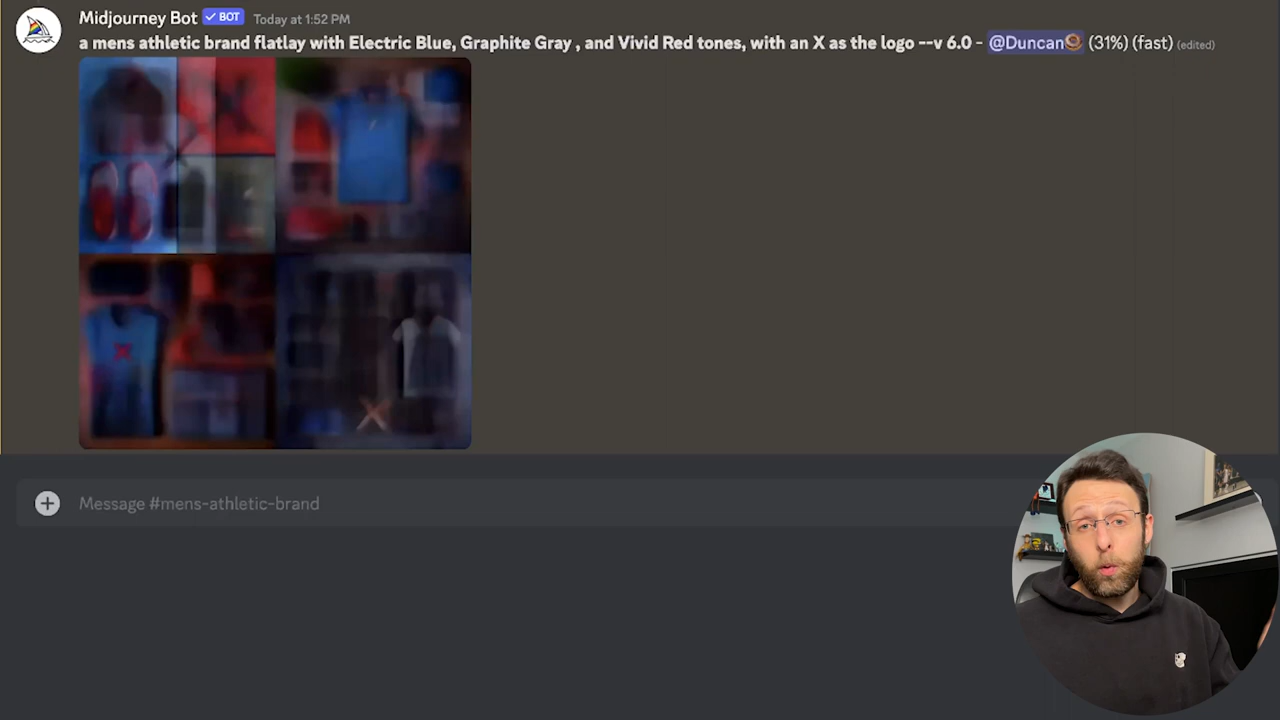 Midjourney Bot ✓ BOT Today at 1:52 PM
a mens athletic brand flatlay with Electric Blue, Graphite Gray , and Vivid Red tones, with an X as the logo --v 6.0 - @Duncan (31%) (fast) (edited)
Message #mens-athletic-brand